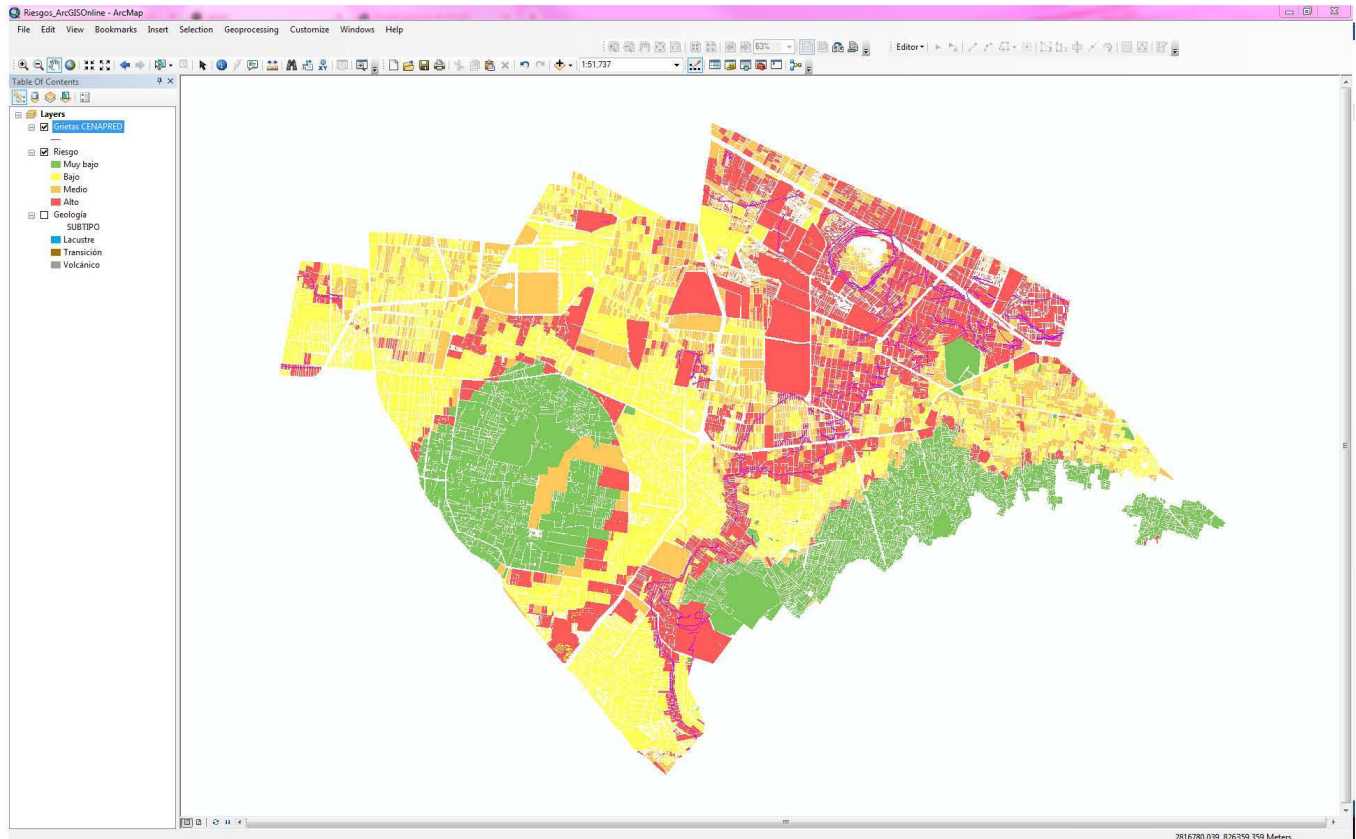 Riesgos_ArcGISOnline - ArcMap
File Edit View Bookmarks Insert Selection Geoprocessing Customize Windows Help
63% Editor
1:51,737
Table Of Contents
Layers
Grietas CENAPRED
Riesgo
Muy bajo
Bajo
Medio
Alto
Geología
SUBTIPO
Lacustre
Transición
Volcánico
2816780.039 826359.359 Meters